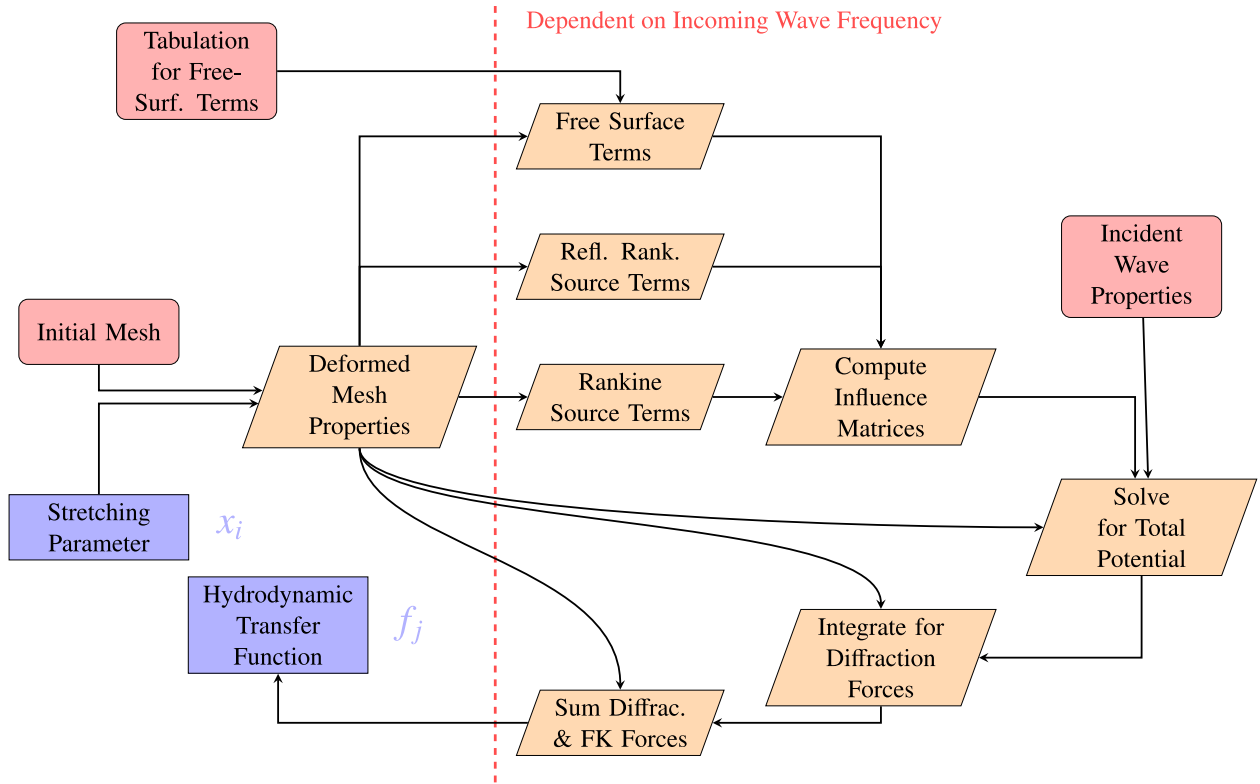 Dependent on Incoming Wave Frequency
Tabulation
for Free-
Surf. Terms
Free Surface
Terms
Refl. Rank.
Source Terms
Incident
Wave
Properties
Initial Mesh
Deformed
Mesh
Properties
Rankine
Source Terms
Compute
Influence
Matrices
Stretching
Parameter
x_i
Solve
for Total
Potential
Hydrodynamic
Transfer
Function
f_j
Integrate for
Diffraction
Forces
Sum Diffrac.
& FK Forces